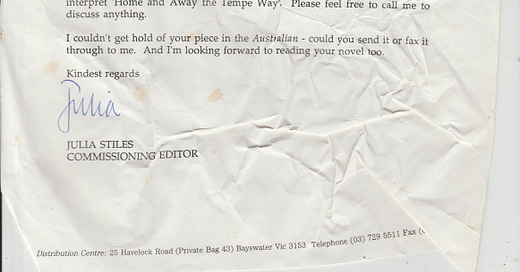 interpret 'Home and Away the Tempe Way'. Please feel free to call me to
discuss anything.
I couldn't get hold of your piece in the Australian - could you send it or fax it
through to me. And I'm looking forward to reading your novel too.
Kindest regards
Julia
JULIA STILES
COMMISSIONING EDITOR
Distribution Centre: 25 Havelock Road (Private Bag 43) Bayswater Vic 3153 Telephone (03) 729 5511 Fax (